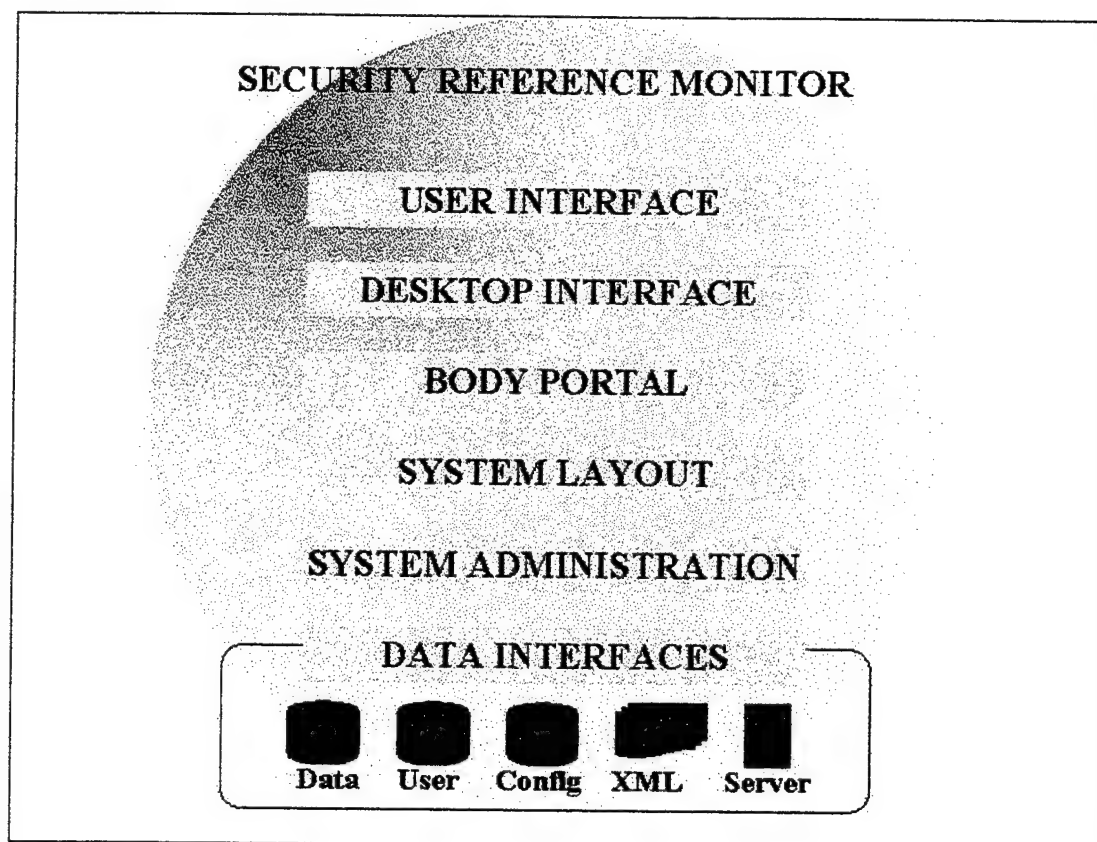 SECURITY REFERENCE MONITOR
USER INTERFACE
DESKTOP INTERFACE
BODY PORTAL
SYSTEM LAYOUT
SYSTEM ADMINISTRATION
DATA INTERFACES
Data User Config XML Server